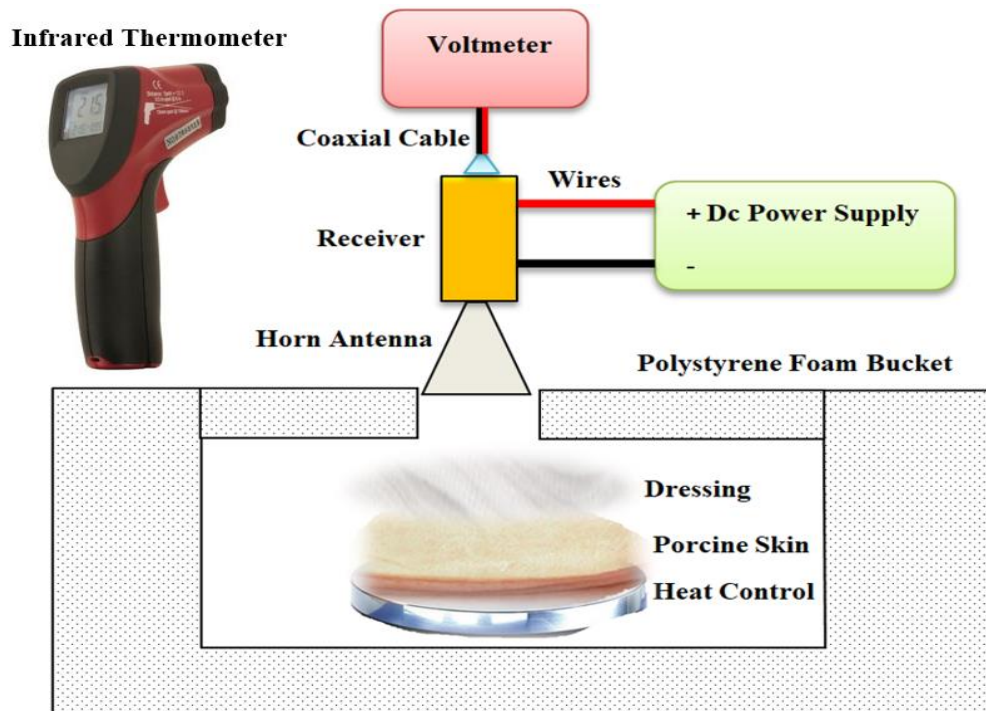 Infrared Thermometer
Voltmeter
Coaxial Cable
Wires
+ Dc Power Supply
-
Receiver
Horn Antenna
Polystyrene Foam Bucket
Dressing
Porcine Skin
Heat Control